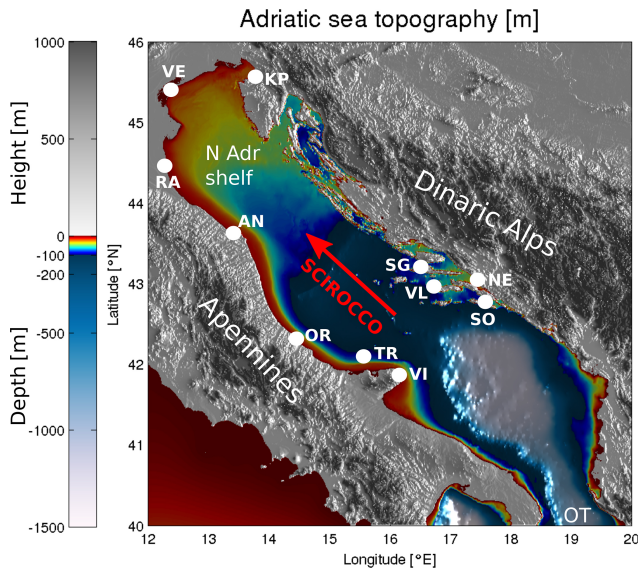 Adriatic sea topography [m]
Height [m]
Depth [m]
1000
500
0
-100
-500
-1000
-1500
Latitude [°N]
46
45
44
43
42
41
40
VE
KP
N Adr
shelf
RA
AN
Dinaric Alps
SG
NE
VL
SO
SCIROCCO
Apennines
OR
TR
VI
OT
12
13
14
15
16
17
18
19
20
Longitude [°E]